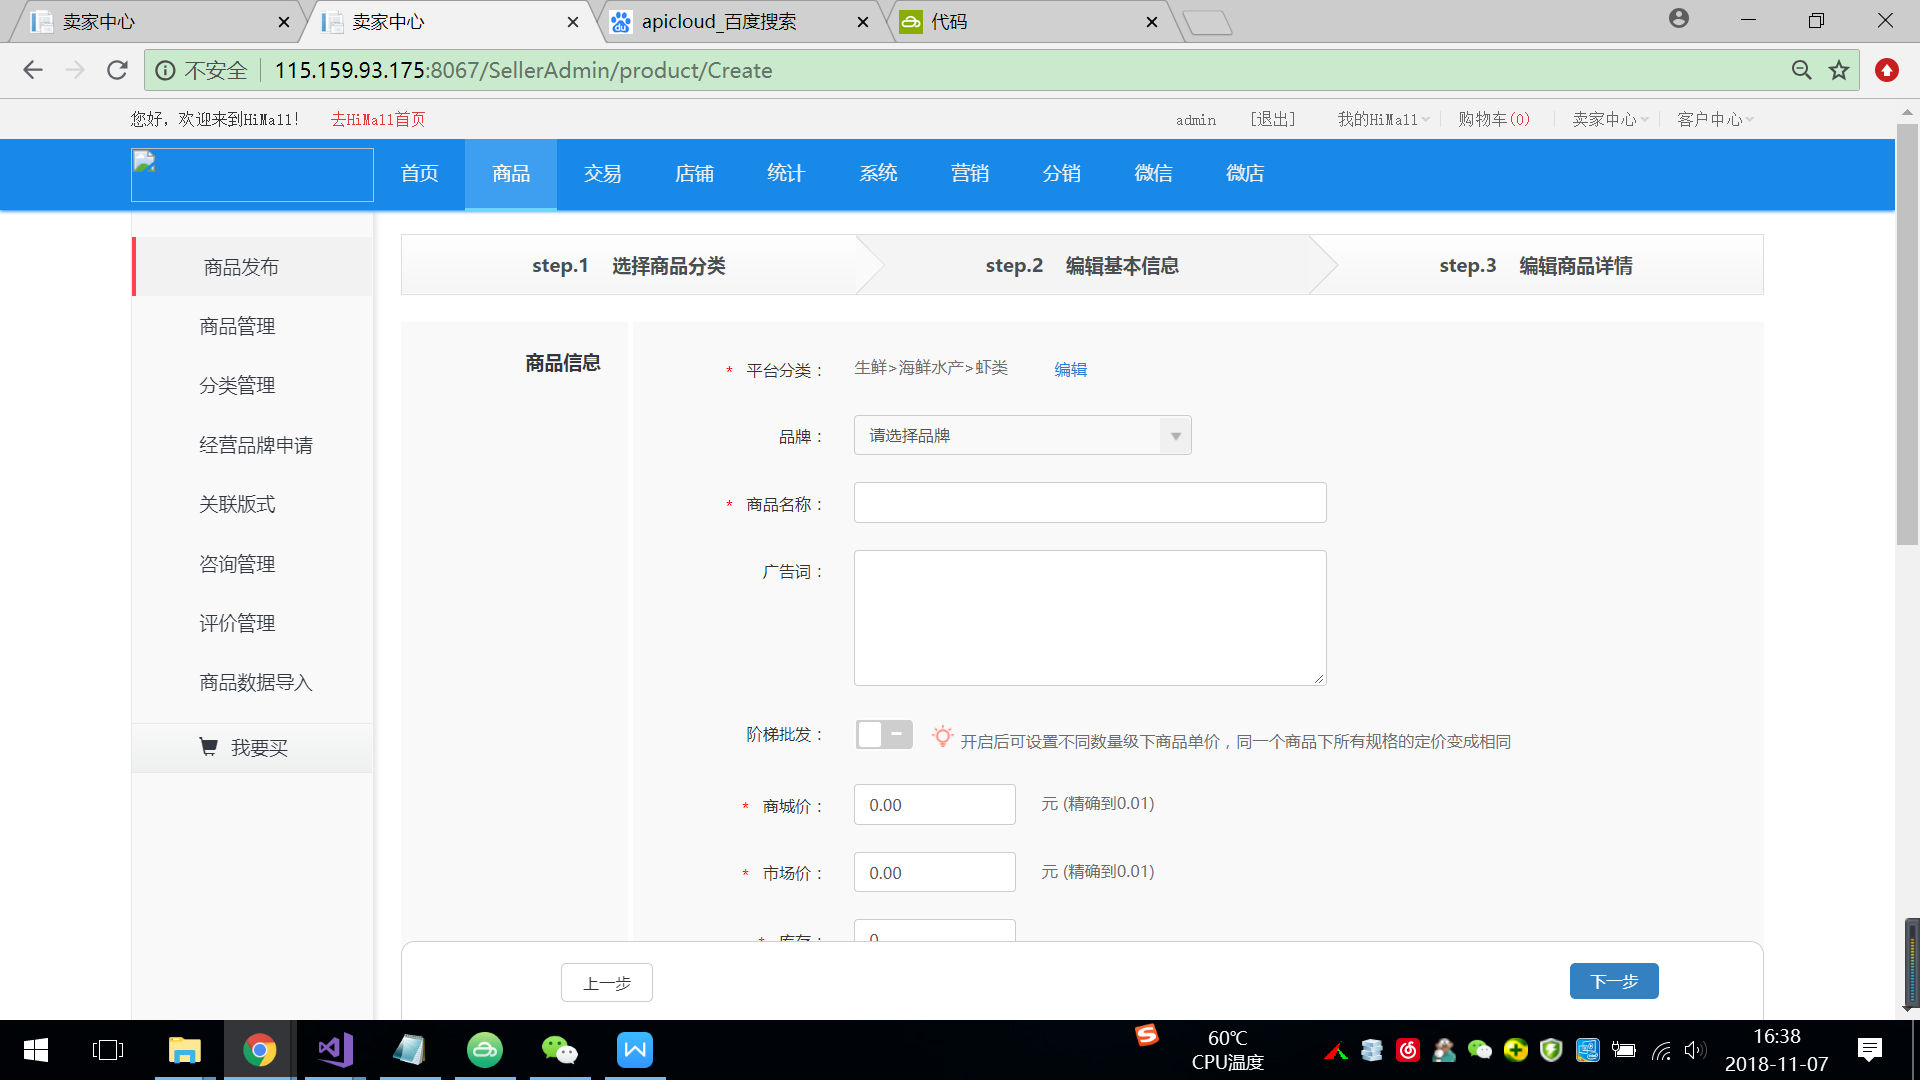 卖家中心
卖家中心
apicloud_百度搜索
代码
不安全
115.159.93.175:8067/SellerAdmin/product/Create
您好，欢迎来到HiMall!
去HiMall首页
admin
[退出]
我的HiMall
购物车(0)
卖家中心
客户中心
首页
商品
交易
店铺
统计
系统
营销
分销
微信
微店
商品发布
商品管理
分类管理
经营品牌申请
关联版式
咨询管理
评价管理
商品数据导入
我要买
step.1 选择商品分类
step.2 编辑基本信息
step.3 编辑商品详情
商品信息
* 平台分类： 生鲜>海鲜水产>虾类 编辑
品牌： 请选择品牌
* 商品名称：
广告词：
阶梯批发： 开启后可设置不同数量级下商品单价，同一个商品下所有规格的定价变成相同
* 商城价： 0.00 元 (精确到0.01)
* 市场价： 0.00 元 (精确到0.01)
* 库存： 0
上一步
下一步
60℃
CPU温度
16:38
2018-11-07